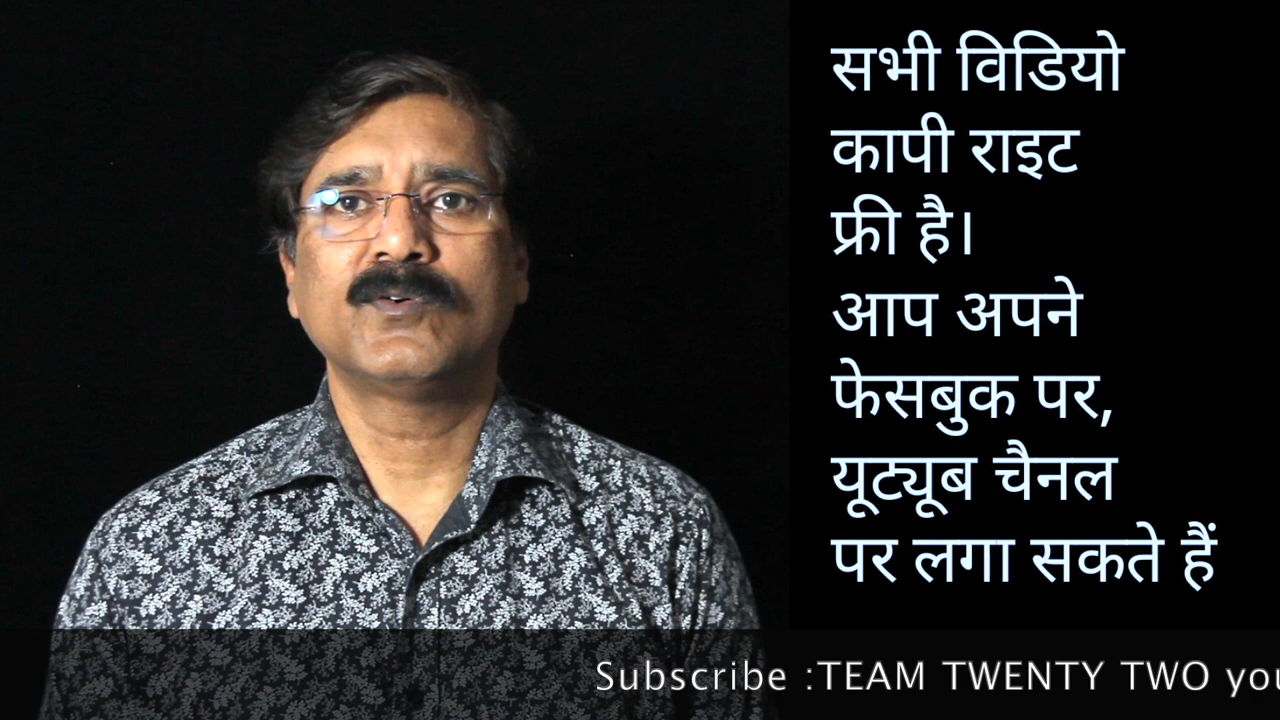 सभी विडियो
कापी राइट
फ्री है।
आप अपने
फेसबुक पर,
यूट्यूब चैनल
पर लगा सकते हैं
Subscribe :TEAM TWENTY TWO